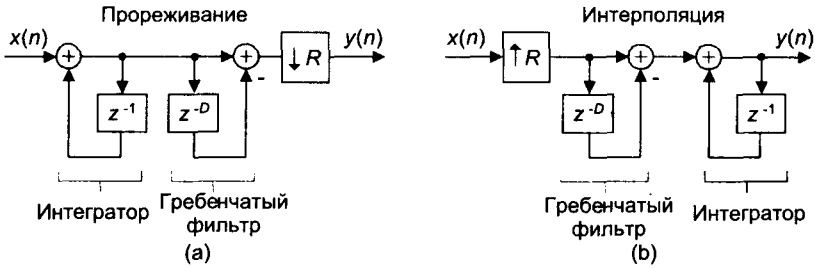 Прореживание
x(n)
+
+
-
↓ R
y(n)
z⁻¹
z⁻ᴰ
Интегратор
Гребенчатый
фильтр
(a)
Интерполяция
x(n)
↑ R
+
-
+
y(n)
z⁻ᴰ
z⁻¹
Гребенчатый
фильтр
Интегратор
(b)